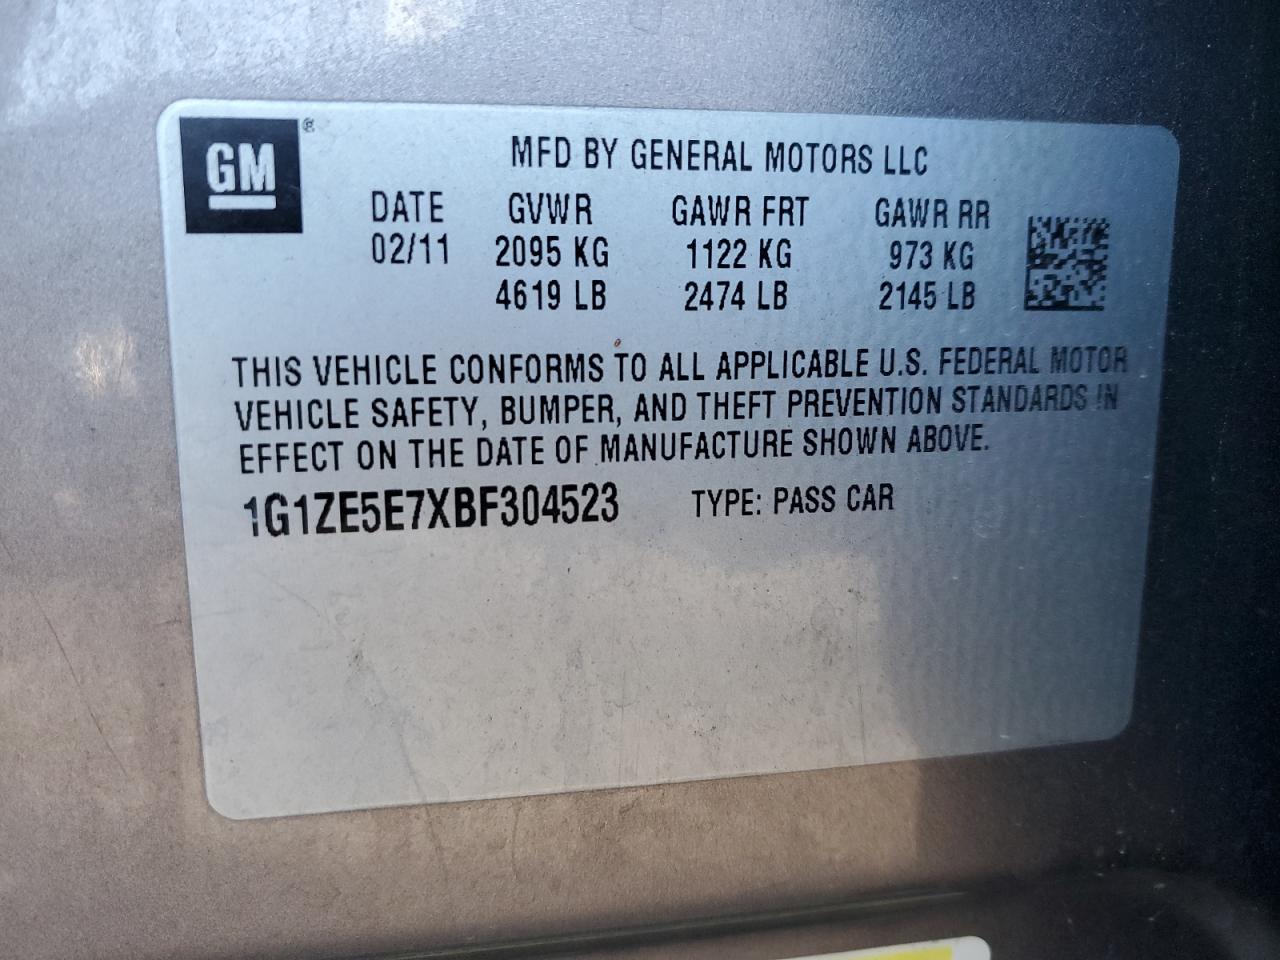 GM ®
MFD BY GENERAL MOTORS LLC
DATE GVWR GAWR FRT GAWR RR
02/11 2095 KG 1122 KG 973 KG
4619 LB 2474 LB 2145 LB
THIS VEHICLE CONFORMS TO ALL APPLICABLE U.S. FEDERAL MOTOR
VEHICLE SAFETY, BUMPER, AND THEFT PREVENTION STANDARDS IN
EFFECT ON THE DATE OF MANUFACTURE SHOWN ABOVE.
1G1ZE5E7XBF304523 TYPE: PASS CAR